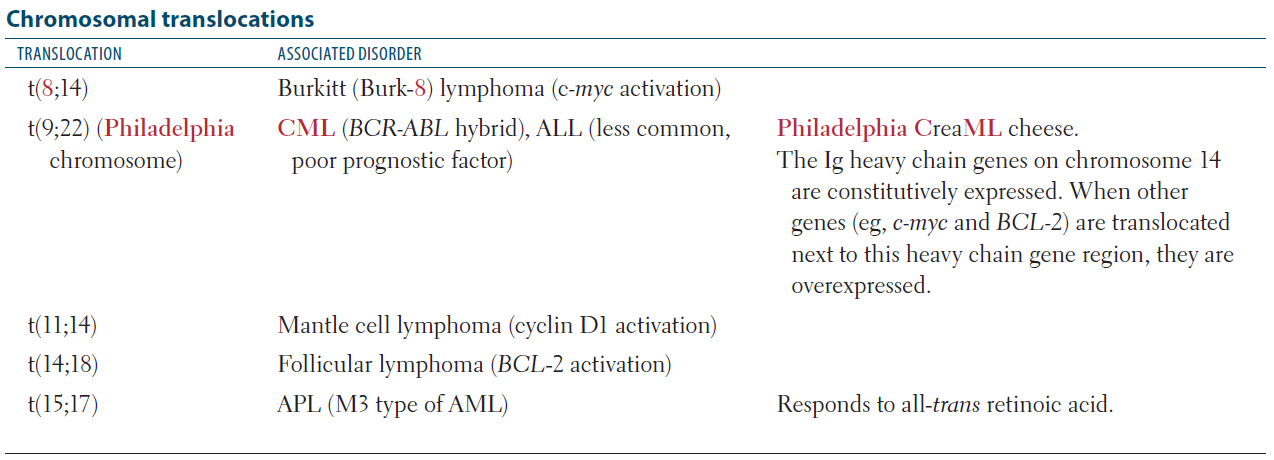 Chromosomal translocations
TRANSLOCATION ASSOCIATED DISORDER
t(8;14) Burkitt (Burk-8) lymphoma (c-myc activation)
t(9;22) (Philadelphia CML (BCR-ABL hybrid), ALL (less common, Philadelphia CreaML cheese.
chromosome) poor prognostic factor) The Ig heavy chain genes on chromosome 14
are constitutively expressed. When other
genes (eg, c-myc and BCL-2) are translocated
next to this heavy chain gene region, they are
overexpressed.
t(11;14) Mantle cell lymphoma (cyclin D1 activation)
t(14;18) Follicular lymphoma (BCL-2 activation)
t(15;17) APL (M3 type of AML) Responds to all-trans retinoic acid.